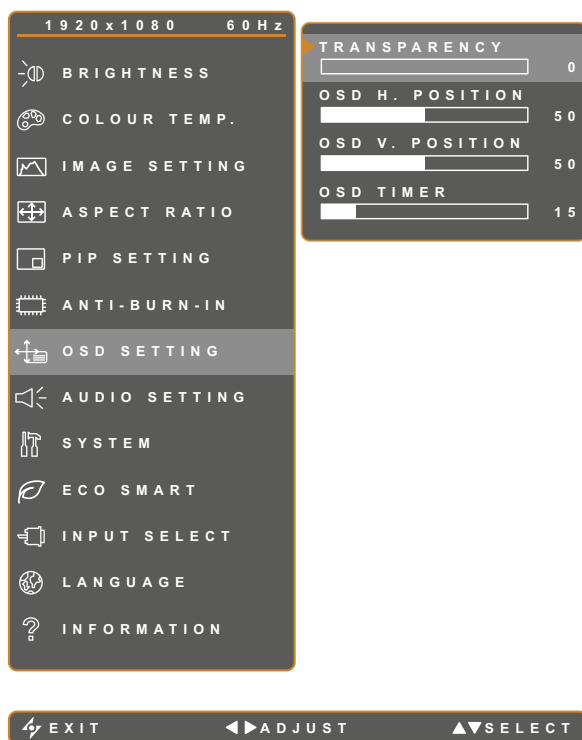 1920x1080 60Hz
BRIGHTNESS
COLOUR TEMP.
IMAGE SETTING
ASPECT RATIO
PIP SETTING
ANTI-BURN-IN
OSD SETTING
AUDIO SETTING
SYSTEM
ECO SMART
INPUT SELECT
LANGUAGE
INFORMATION
TRANSPARENCY
0
OSD H. POSITION
50
OSD V. POSITION
50
OSD TIMER
15
EXIT ADJUST SELECT